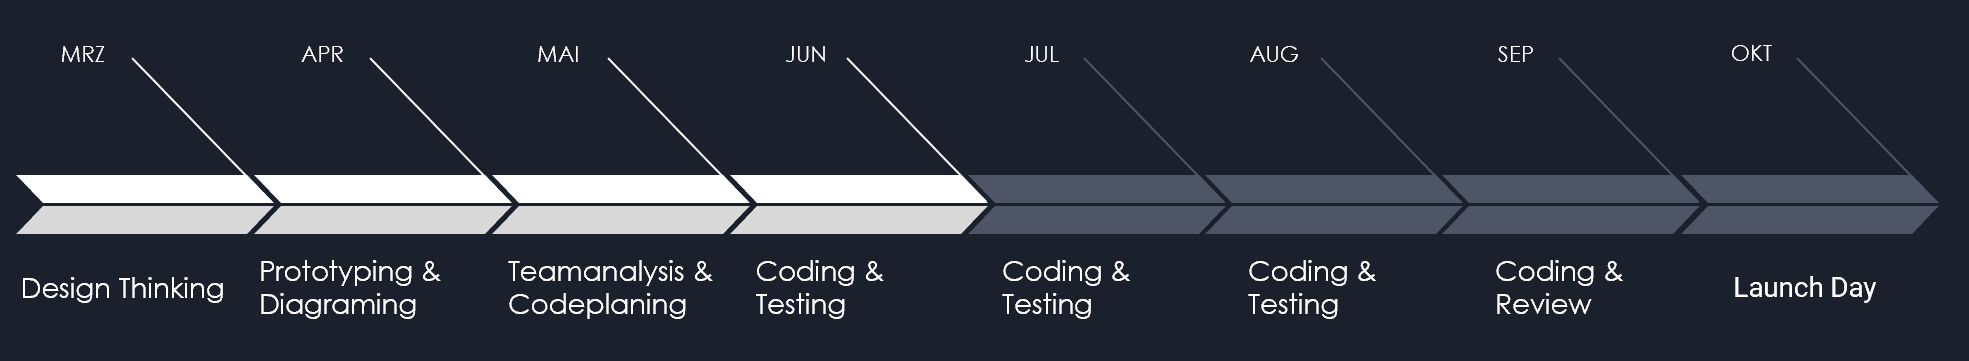 MRZ
APR
MAI
JUN
JUL
AUG
SEP
OKT
Design Thinking
Prototyping &
Diagraming
Teamanalysis &
Codeplaning
Coding &
Testing
Coding &
Testing
Coding &
Testing
Coding &
Review
Launch Day